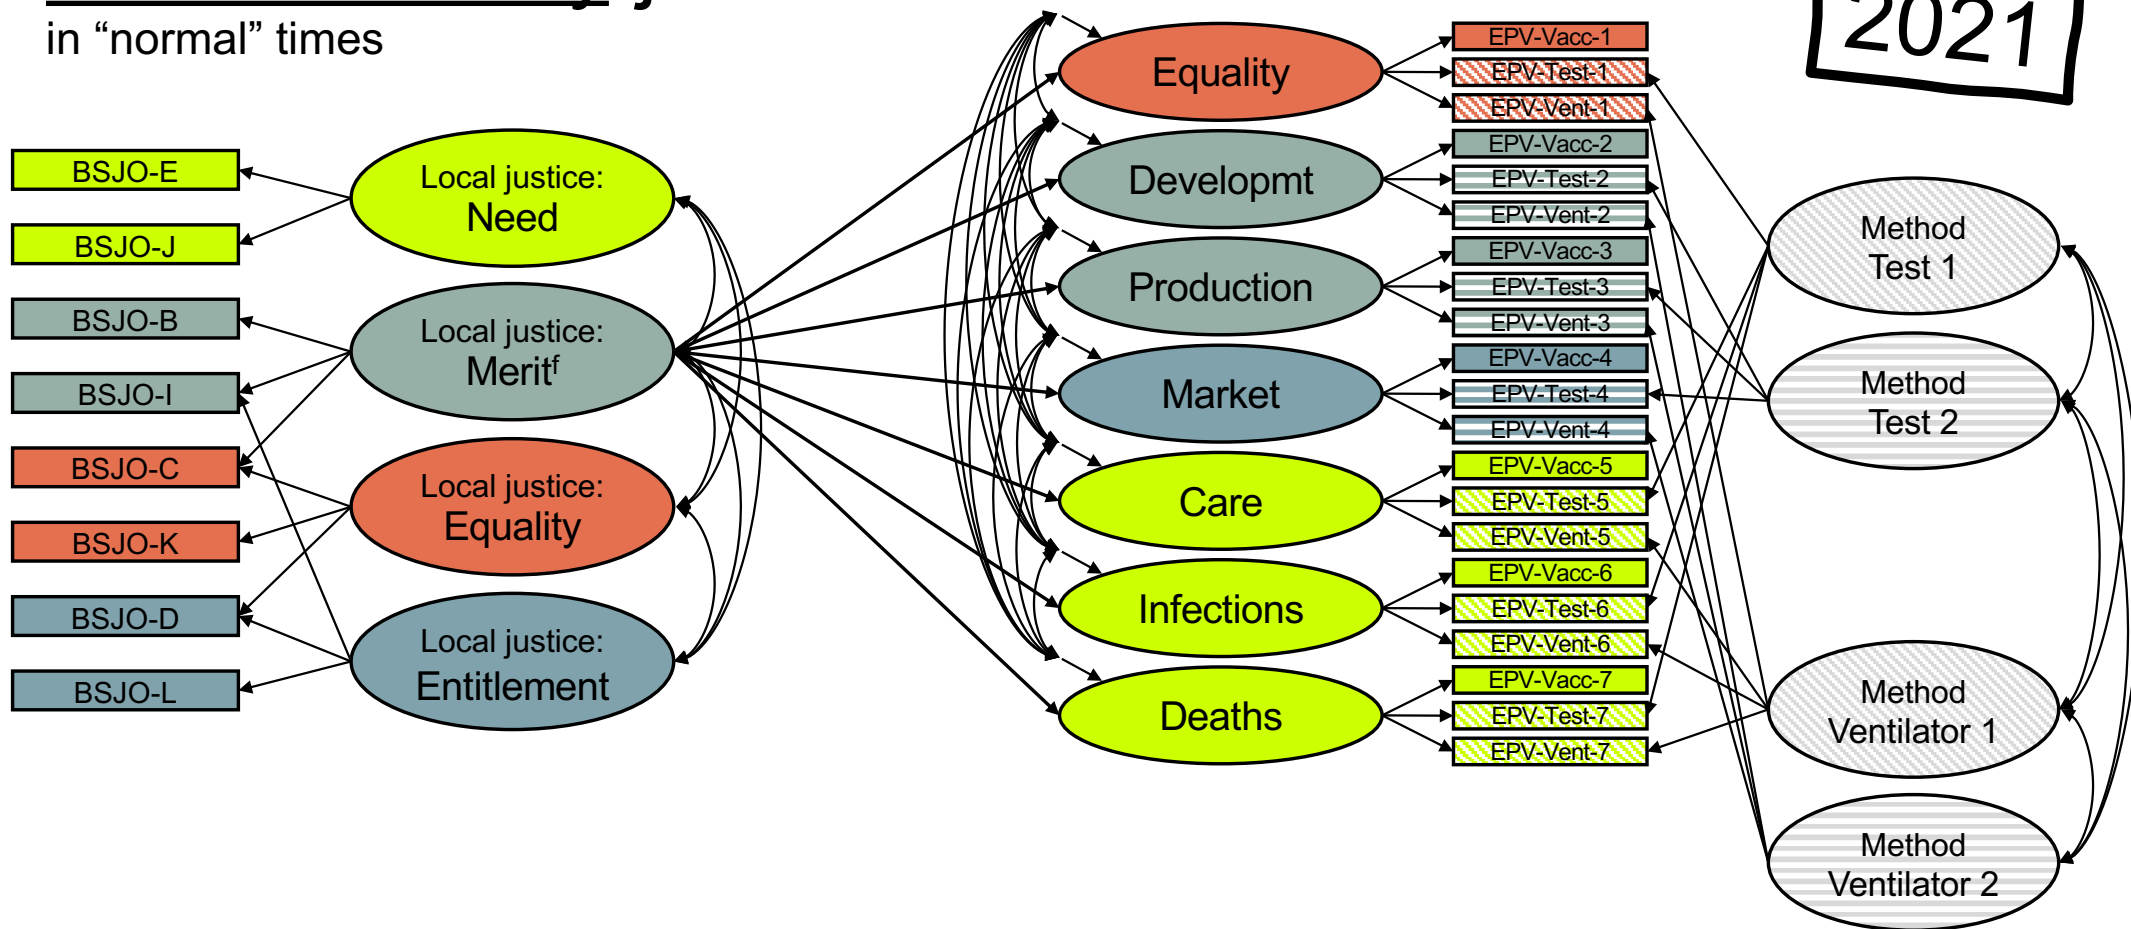 in “normal” times
2021
BSJO-E
BSJO-J
BSJO-B
BSJO-I
BSJO-C
BSJO-K
BSJO-D
BSJO-L
Local justice:
Need
Local justice:
Meritᶠ
Local justice:
Equality
Local justice:
Entitlement
Equality
Developmt
Production
Market
Care
Infections
Deaths
EPV-Vacc-1
EPV-Test-1
EPV-Vent-1
EPV-Vacc-2
EPV-Test-2
EPV-Vent-2
EPV-Vacc-3
EPV-Test-3
EPV-Vent-3
EPV-Vacc-4
EPV-Test-4
EPV-Vent-4
EPV-Vacc-5
EPV-Test-5
EPV-Vent-5
EPV-Vacc-6
EPV-Test-6
EPV-Vent-6
EPV-Vacc-7
EPV-Test-7
EPV-Vent-7
Method
Test 1
Method
Test 2
Method
Ventilator 1
Method
Ventilator 2